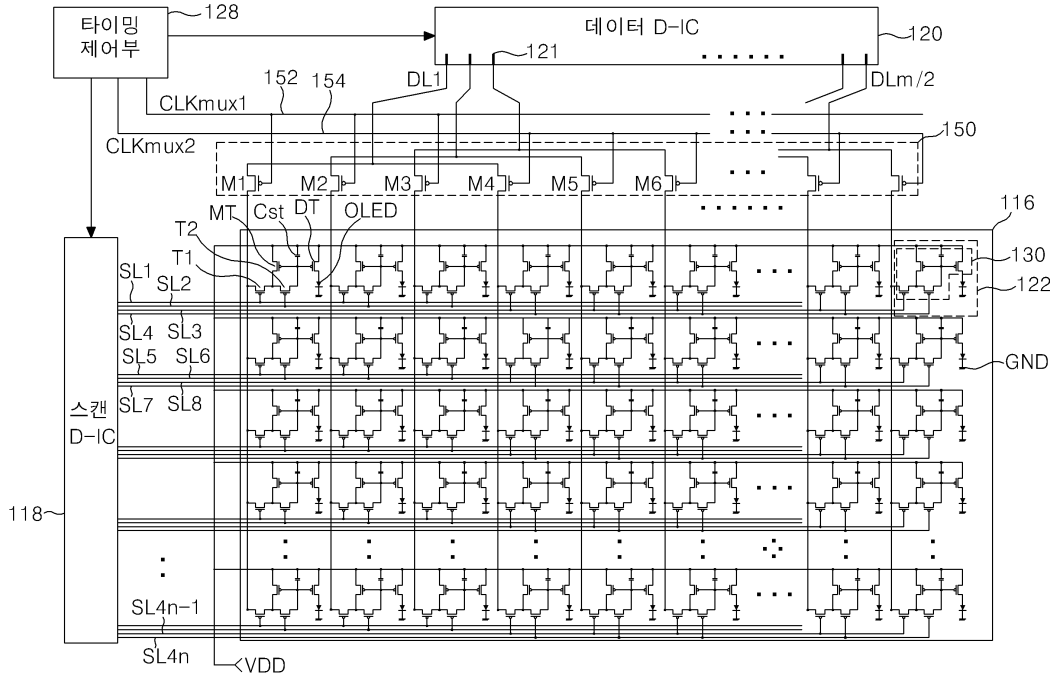 타이밍
제어부
128
데이터 D-IC
120
121
DL1
DLm/2
152
154
CLKmux1
CLKmux2
150
M1
M2
M3
M4
M5
M6
116
MT
Cst
DT
OLED
T2
T1
130
122
SL1
SL2
SL4
SL3
SL5
SL6
GND
SL7
SL8
스캔
D-IC
118
SL4n-1
SL4n
VDD